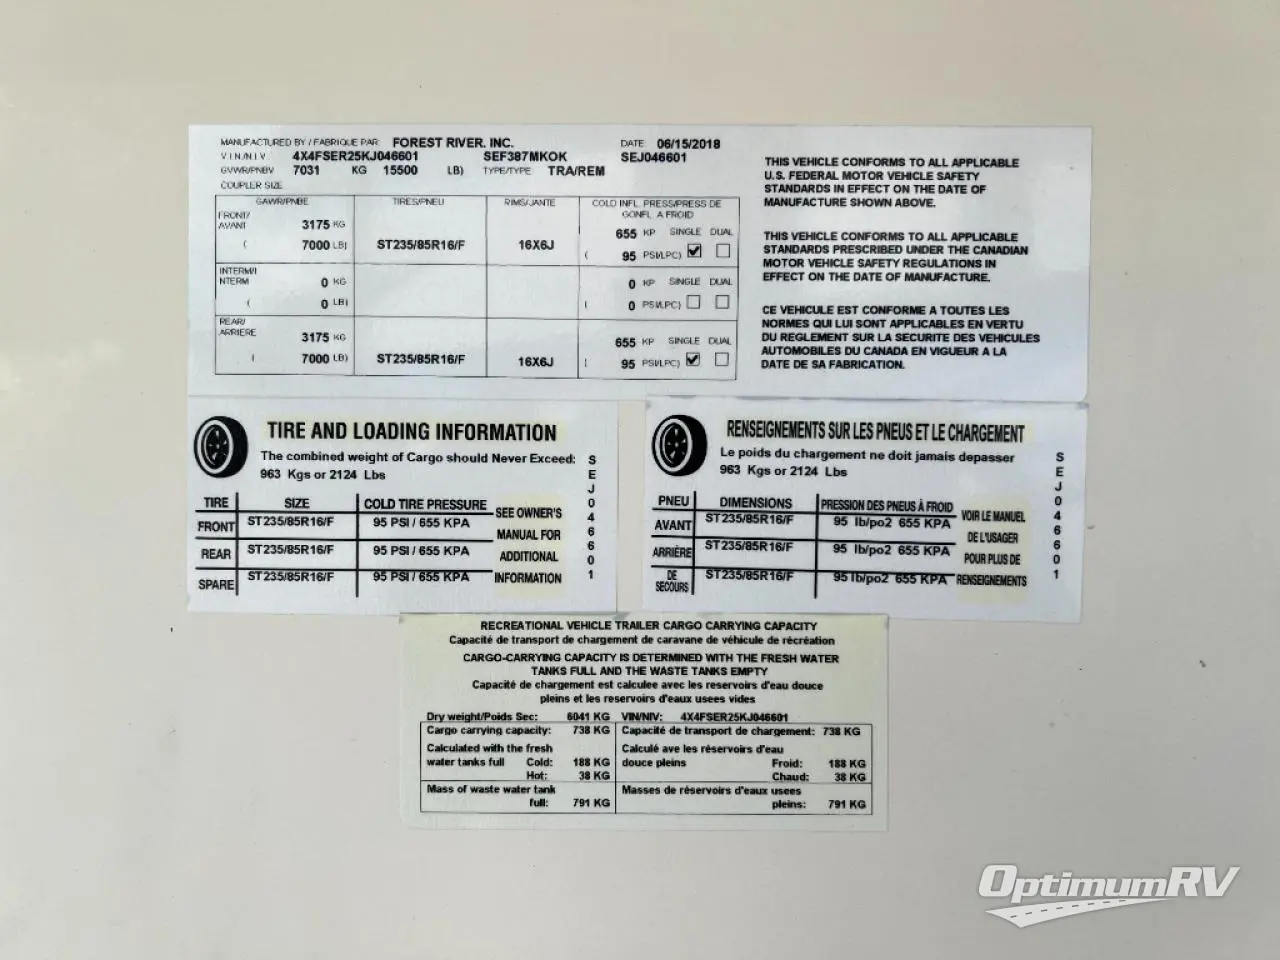 MANUFACTURED BY / FABRIQUE PAR: FOREST RIVER, INC. DATE 06/15/2018
V I N./N I V 4X4FSER25KJ046601 SEF387MKOK SEJ046601
GVWR/PNBV 7031 KG 15500 LB) TYPE/TYPE TRA/REM
COUPLER SIZE
GAWR/PNBE TIRES/PNEU RIMS/JANTE COLD INFL. PRESS/PRESS DE GONFL. A FROID
FRONT/ AVANT 3175 KG 655 KP SINGLE DUAL
( 7000 LB) ST235/85R16/F 16X6J ( 95 PSI/LPC)
INTERM/I NTERM 0 KG 0 KP SINGLE DUAL
( 0 LB) ( 0 PSI/LPC)
REAR/ ARRIERE 3175 KG 655 KP SINGLE DUAL
( 7000 LB) ST235/85R16/F 16X6J ( 95 PSI/LPC)
THIS VEHICLE CONFORMS TO ALL APPLICABLE
U.S. FEDERAL MOTOR VEHICLE SAFETY
STANDARDS IN EFFECT ON THE DATE OF
MANUFACTURE SHOWN ABOVE.
THIS VEHICLE CONFORMS TO ALL APPLICABLE
STANDARDS PRESCRIBED UNDER THE CANADIAN
MOTOR VEHICLE SAFETY REGULATIONS IN
EFFECT ON THE DATE OF MANUFACTURE.
CE VEHICULE EST CONFORME A TOUTES LES
NORMES QUI LUI SONT APPLICABLES EN VERTU
DU REGLEMENT SUR LA SECURITE DES VEHICULES
AUTOMOBILES DU CANADA EN VIGUEUR A LA
DATE DE SA FABRICATION.
TIRE AND LOADING INFORMATION
The combined weight of Cargo should Never Exceed:
963 Kgs or 2124 Lbs
TIRE SIZE COLD TIRE PRESSURE
FRONT ST235/85R16/F 95 PSI / 655 KPA
REAR ST235/85R16/F 95 PSI / 655 KPA
SPARE ST235/85R16/F 95 PSI / 655 KPA
SEE OWNER'S
MANUAL FOR
ADDITIONAL
INFORMATION
SEJ046601
RENSEIGNEMENTS SUR LES PNEUS ET LE CHARGEMENT
Le poids du chargement ne doit jamais depasser
963 Kgs or 2124 Lbs
PNEU DIMENSIONS PRESSION DES PNEUS À FROID
AVANT ST235/85R16/F 95 lb/po2 655 KPA
ARRIÈRE ST235/85R16/F 95 lb/po2 655 KPA
DE SECOURS ST235/85R16/F 95 lb/po2 655 KPA
VOIR LE MANUEL
DE L'USAGER
POUR PLUS DE
RENSEIGNEMENTS
SEJ046601
RECREATIONAL VEHICLE TRAILER CARGO CARRYING CAPACITY
Capacité de transport de chargement de caravane de véhicule de récréation
CARGO-CARRYING CAPACITY IS DETERMINED WITH THE FRESH WATER
TANKS FULL AND THE WASTE TANKS EMPTY
Capacité de chargement est calculee avec les reservoirs d'eau douce
pleins et les reservoirs d'eaux usees vides
Dry weight/Poids Sec: 6041 KG VIN/NIV: 4X4FSER25KJ046601
Cargo carrying capacity: 738 KG Capacité de transport de chargement: 738 KG
Calculated with the fresh Calculé ave les réservoirs d'eau
water tanks full Cold: 188 KG douce pleins Froid: 188 KG
Hot: 38 KG Chaud: 38 KG
Mass of waste water tank Masses de réservoirs d'eaux usees
full: 791 KG pleins: 791 KG
OptimumRV